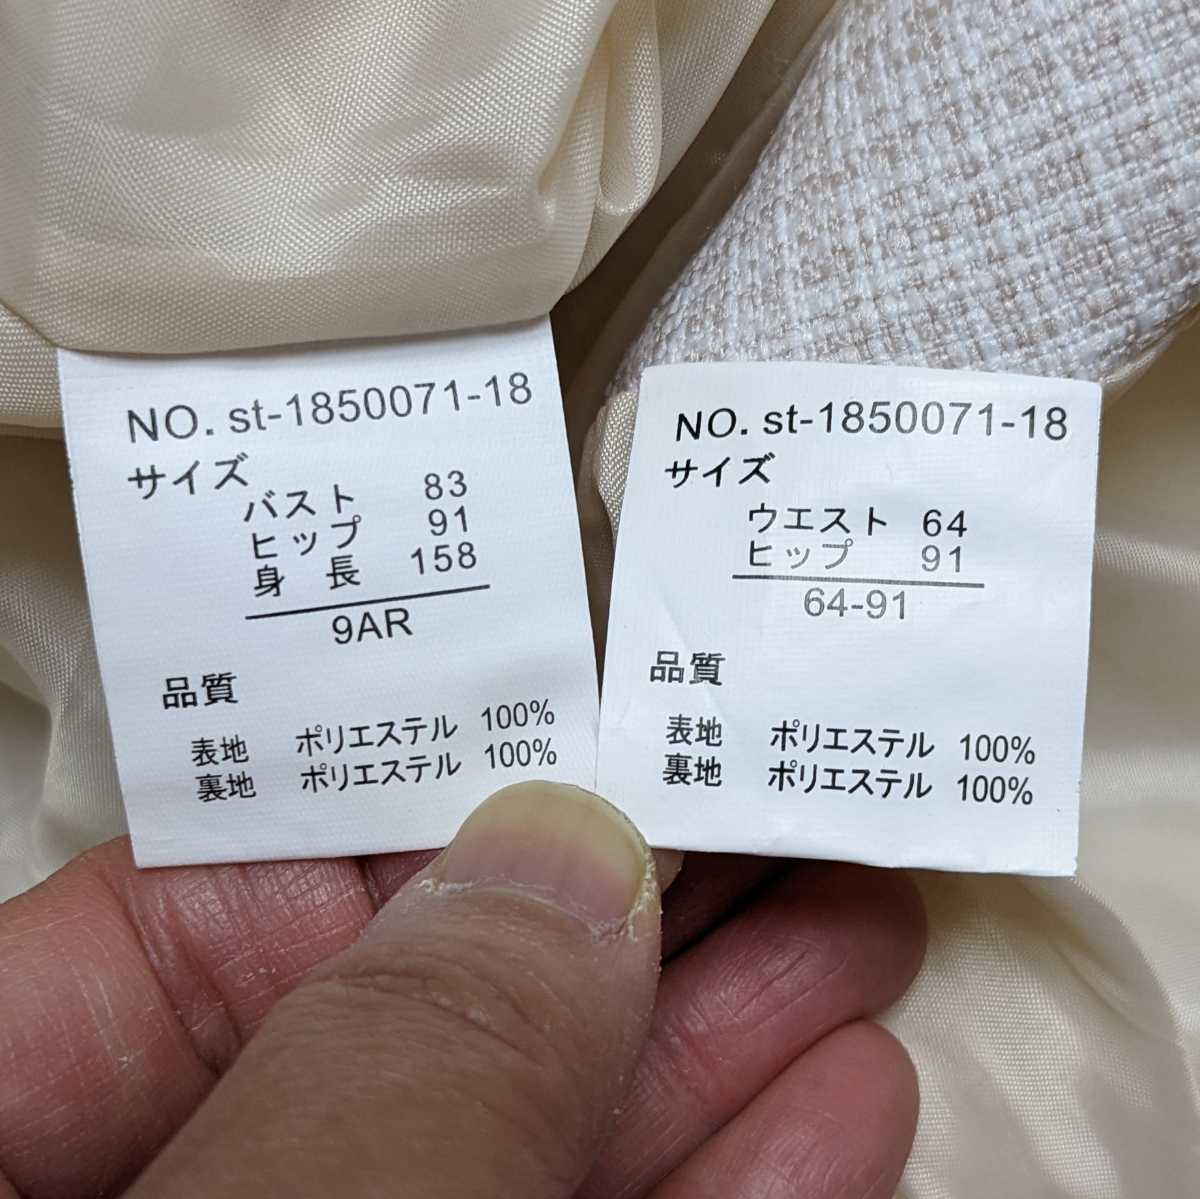 NO. st-1850071-18
サイズ
バスト 83
ヒップ 91
身長 158
9AR
品質
表地 ポリエステル 100%
裏地 ポリエステル 100%
NO. st-1850071-18
サイズ
ウエスト 64
ヒップ 91
64-91
品質
表地 ポリエステル 100%
裏地 ポリエステル 100%